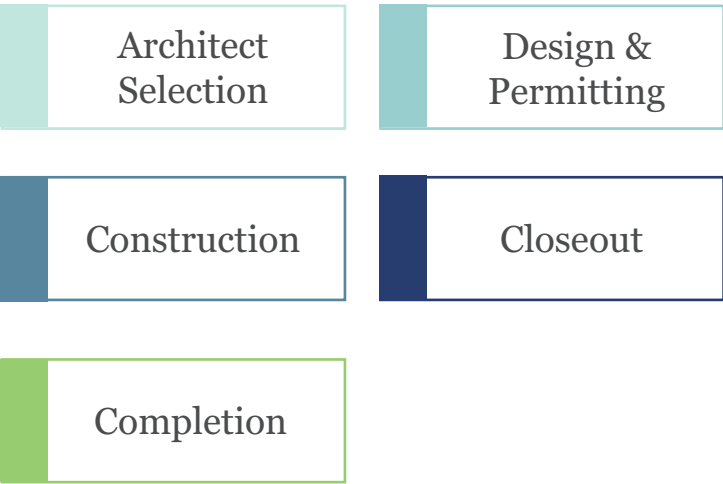 Architect
Selection
Design &
Permitting
Construction
Closeout
Completion